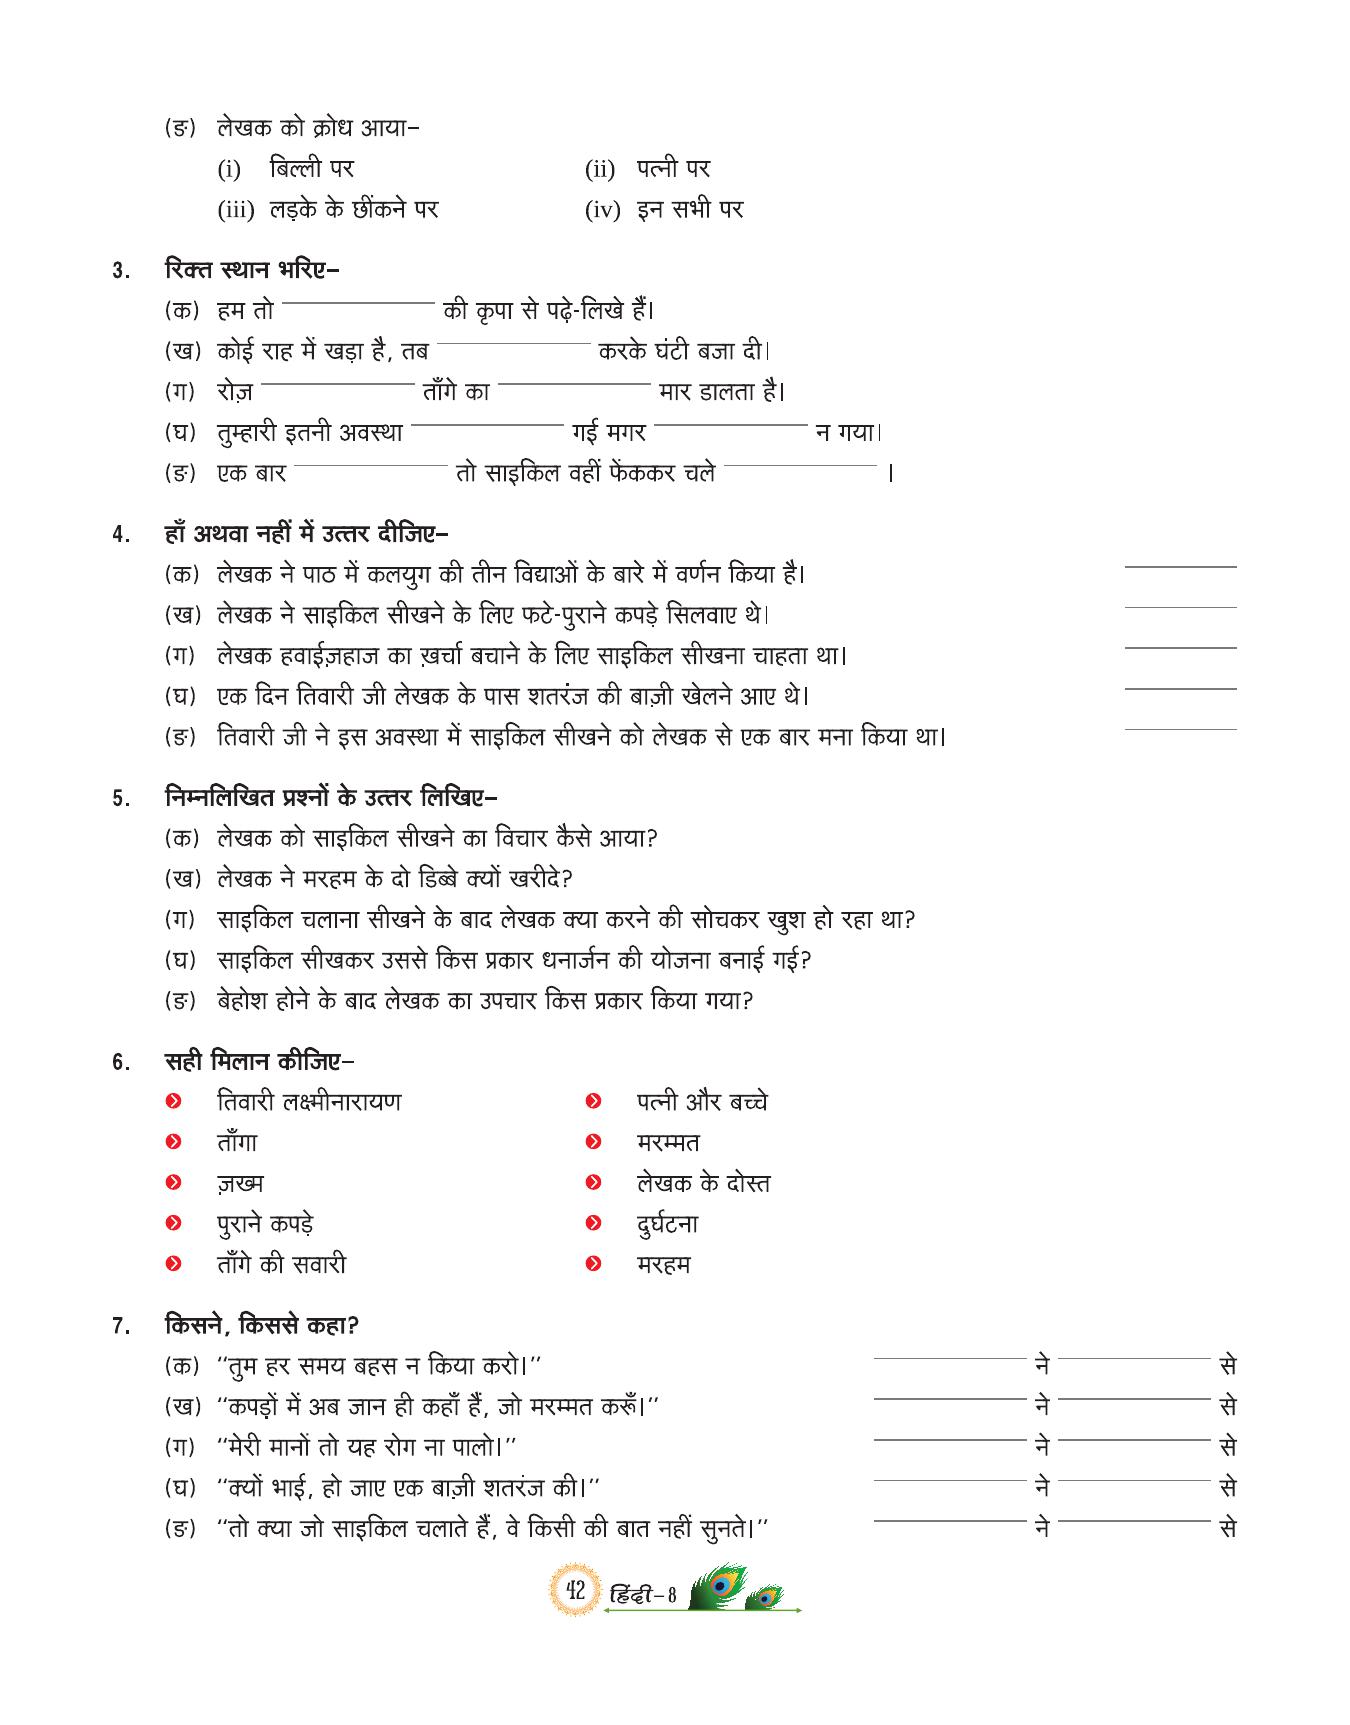 (ङ) लेखक को क्रोध आया–
(i) बिल्ली पर (ii) पत्नी पर
(iii) लड़के के छींकने पर (iv) इन सभी पर
3. रिक्त स्थान भरिए–
(क) हम तो ____________ की कृपा से पढ़े-लिखे हैं।
(ख) कोई राह में खड़ा है, तब ____________ करके घंटी बजा दी।
(ग) रोज़ ____________ ताँगे का ____________ मार डालता है।
(घ) तुम्हारी इतनी अवस्था ____________ गई मगर ____________ न गया।
(ङ) एक बार ____________ तो साइकिल वहीं फेंककर चले ____________ ।
4. हाँ अथवा नहीं में उत्तर दीजिए–
(क) लेखक ने पाठ में कलयुग की तीन विद्याओं के बारे में वर्णन किया है। ________
(ख) लेखक ने साइकिल सीखने के लिए फटे-पुराने कपड़े सिलवाए थे। ________
(ग) लेखक हवाईज़हाज का ख़र्चा बचाने के लिए साइकिल सीखना चाहता था। ________
(घ) एक दिन तिवारी जी लेखक के पास शतरंज की बाज़ी खेलने आए थे। ________
(ङ) तिवारी जी ने इस अवस्था में साइकिल सीखने को लेखक से एक बार मना किया था। ________
5. निम्नलिखित प्रश्नों के उत्तर लिखिए–
(क) लेखक को साइकिल सीखने का विचार कैसे आया?
(ख) लेखक ने मरहम के दो डिब्बे क्यों खरीदे?
(ग) साइकिल चलाना सीखने के बाद लेखक क्या करने की सोचकर खुश हो रहा था?
(घ) साइकिल सीखकर उससे किस प्रकार धनार्जन की योजना बनाई गई?
(ङ) बेहोश होने के बाद लेखक का उपचार किस प्रकार किया गया?
6. सही मिलान कीजिए–
तिवारी लक्ष्मीनारायण पत्नी और बच्चे
ताँगा मरम्मत
ज़ख्म लेखक के दोस्त
पुराने कपड़े दुर्घटना
ताँगे की सवारी मरहम
7. किसने, किससे कहा?
(क) ‘‘तुम हर समय बहस न किया करो।’’ ____________ ने ____________ से
(ख) ‘‘कपड़ों में अब जान ही कहाँ हैं, जो मरम्मत करूँ।’’ ____________ ने ____________ से
(ग) ‘‘मेरी मानों तो यह रोग ना पालो।’’ ____________ ने ____________ से
(घ) ‘‘क्यों भाई, हो जाए एक बाज़ी शतरंज की।’’ ____________ ने ____________ से
(ङ) ‘‘तो क्या जो साइकिल चलाते हैं, वे किसी की बात नहीं सुनते।’’ ____________ ने ____________ से
42 हिंदी–8